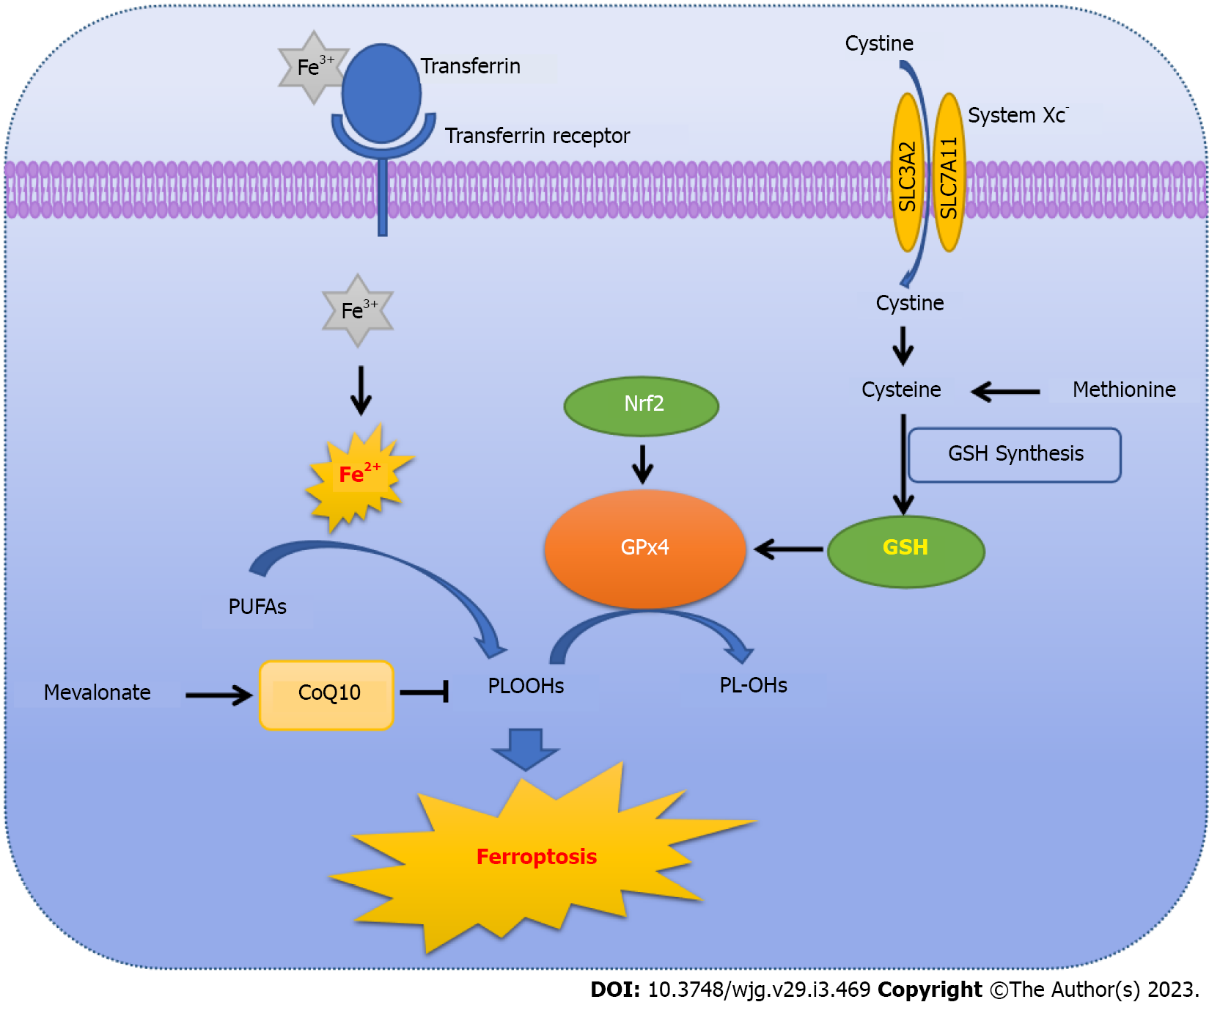 Cystine
Fe3+
Transferrin
System Xc-
Transferrin receptor
SLC3A2
SLC7A11
Cystine
Fe3+
Cysteine
Methionine
Nrf2
GSH Synthesis
Fe2+
GPx4
GSH
PUFAs
Mevalonate
CoQ10
PLOOHs
PL-OHs
Ferroptosis
DOI: 10.3748/wjg.v29.i3.469 Copyright ©The Author(s) 2023.